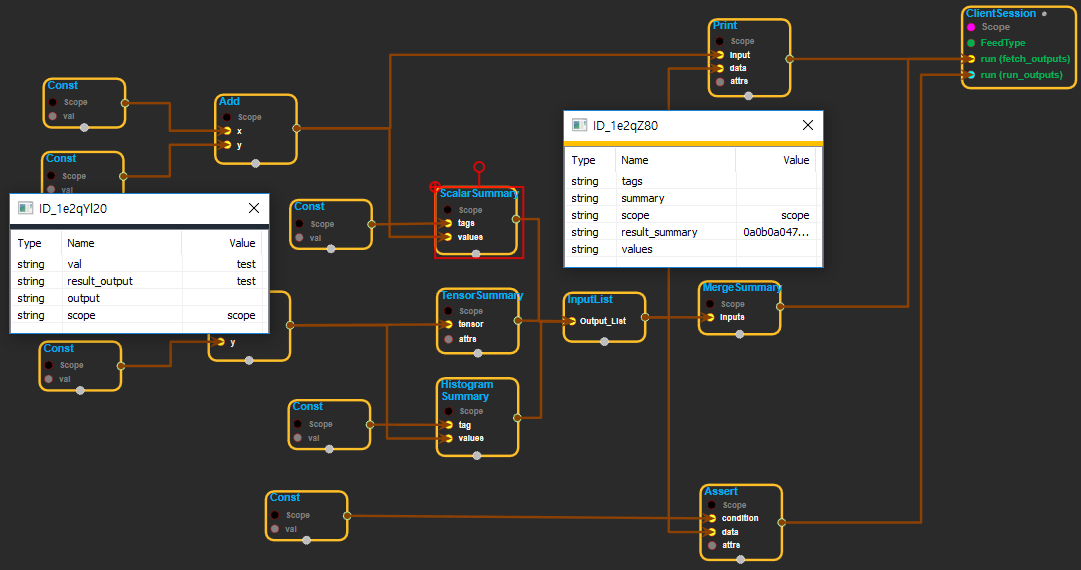 ClientSession
Scope
FeedType
run (fetch_outputs)
run (run_outputs)
Print
Scope
input
data
attrs
Const
Scope
val
Add
Scope
x
y
Const
ID_1e2qZ80
Type Name Value
string tags
string summary
string scope scope
string result_summary 0a0b0a047...
string values
ID_1e2qYl20
Type Name Value
string val test
string result_output test
string output
string scope scope
Const
Scope
val
ScalarSummary
Scope
tags
values
TensorSummary
Scope
tensor
attrs
InputList
Output_List
MergeSummary
Scope
inputs
y
Const
Scope
val
Histogram
Summary
Scope
tag
values
Const
Scope
val
Const
Scope
val
Assert
Scope
condition
data
attrs